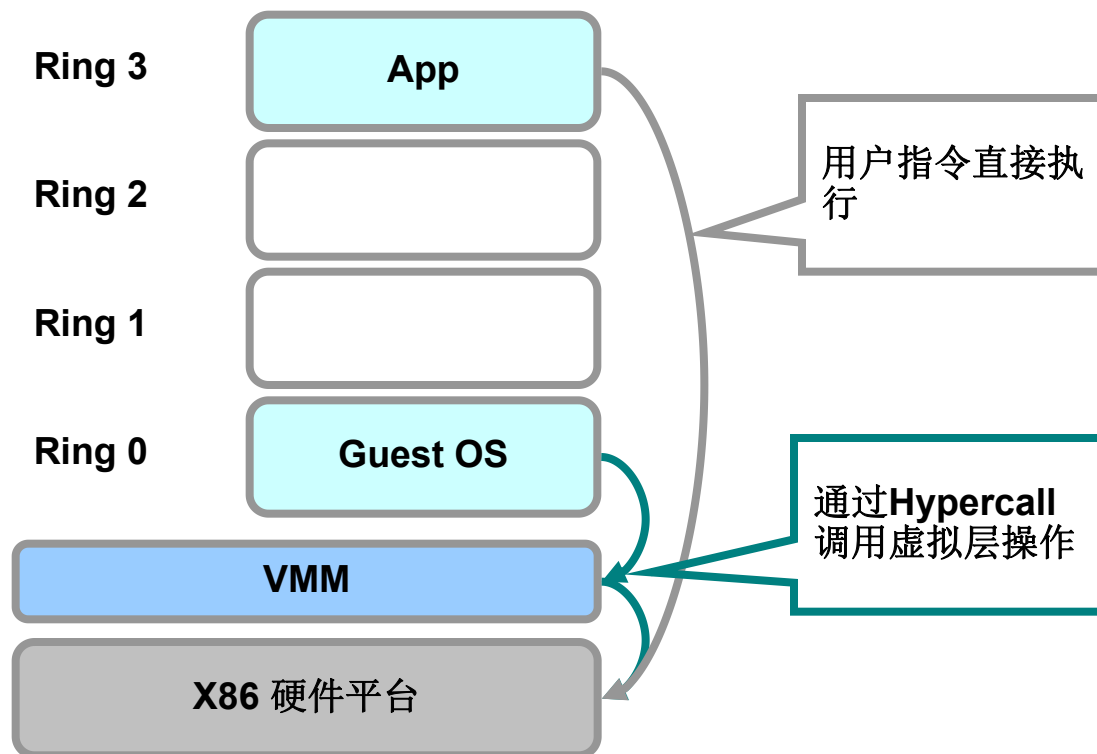 Ring 3
App
用户指令直接执
行
Ring 2
Ring 1
Ring 0
Guest OS
通过Hypercall
调用虚拟层操作
VMM
X86 硬件平台